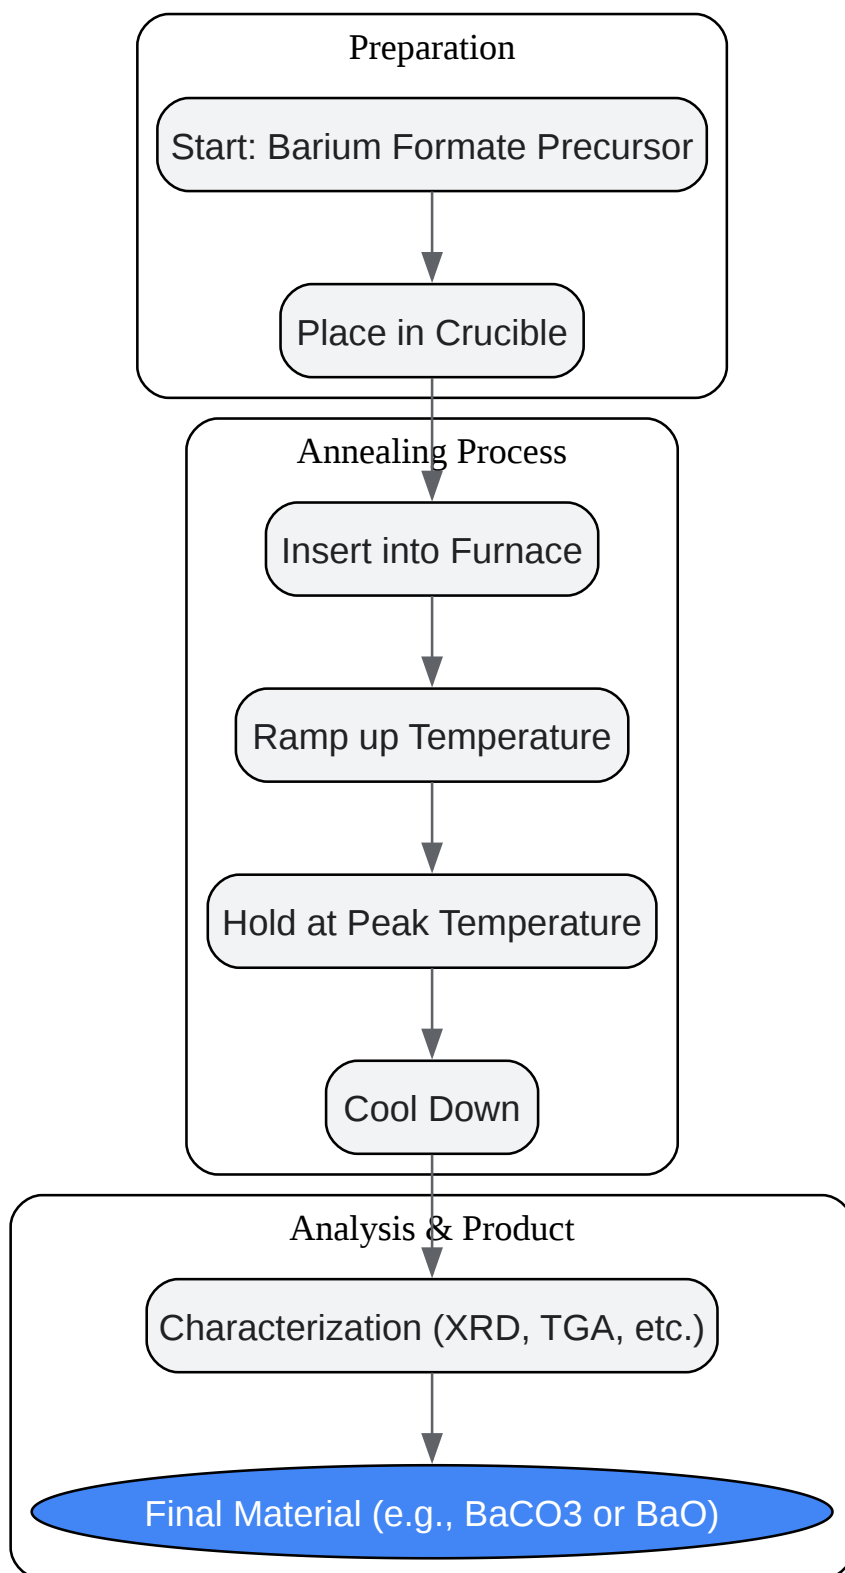 Preparation
Start: Barium Formate Precursor
Place in Crucible
Annealing Process
Insert into Furnace
Ramp up Temperature
Hold at Peak Temperature
Cool Down
Analysis & Product
Characterization (XRD, TGA, etc.)
Final Material (e.g., BaCO3 or BaO)